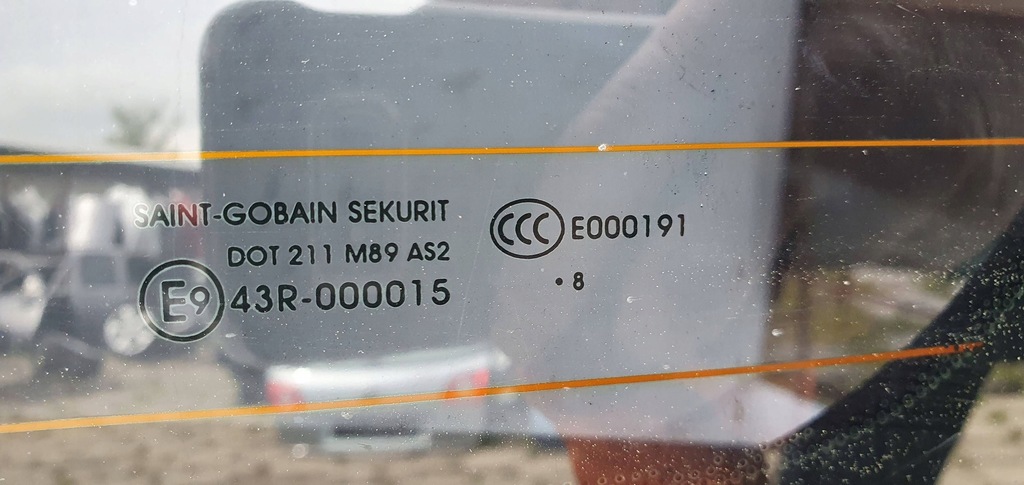 SAINT-GOBAIN SEKURIT
DOT 211 M89 AS2
E9 43R-000015
CCC E000191
• 8